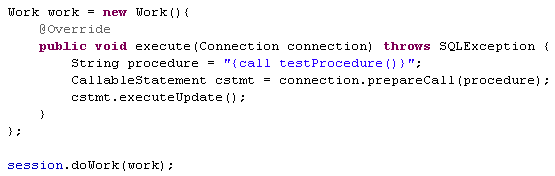 Work work = new Work(){
    @Override
    public void execute(Connection connection) throws SQLException {
        String procedure = "{call testProcedure()}";
        CallableStatement cstmt = connection.prepareCall(procedure);
        cstmt.executeUpdate();
    }
};

session.doWork(work);